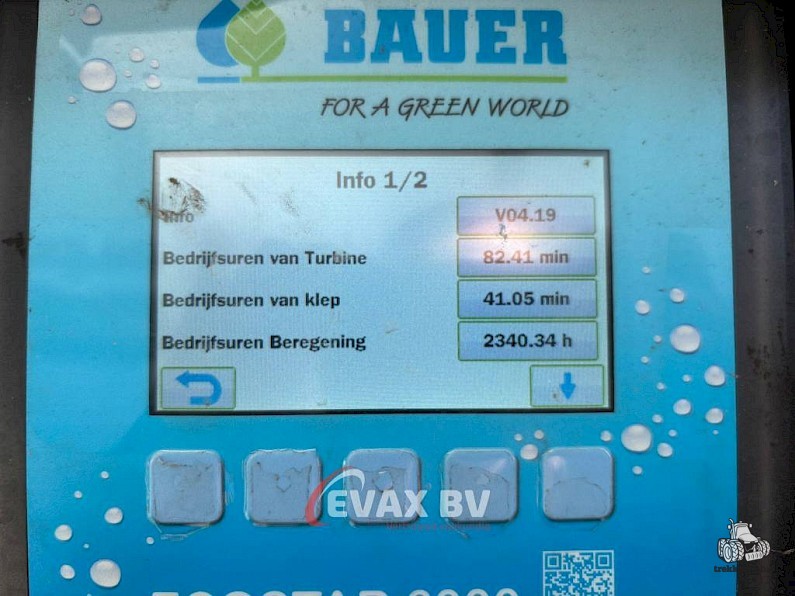 BAUER
FOR A GREEN WORLD
Info 1/2
Info V04.19
Bedrijfsuren van Turbine 82.41 min
Bedrijfsuren van klep 41.05 min
Bedrijfsuren Beregening 2340.34 h
EVAX BV